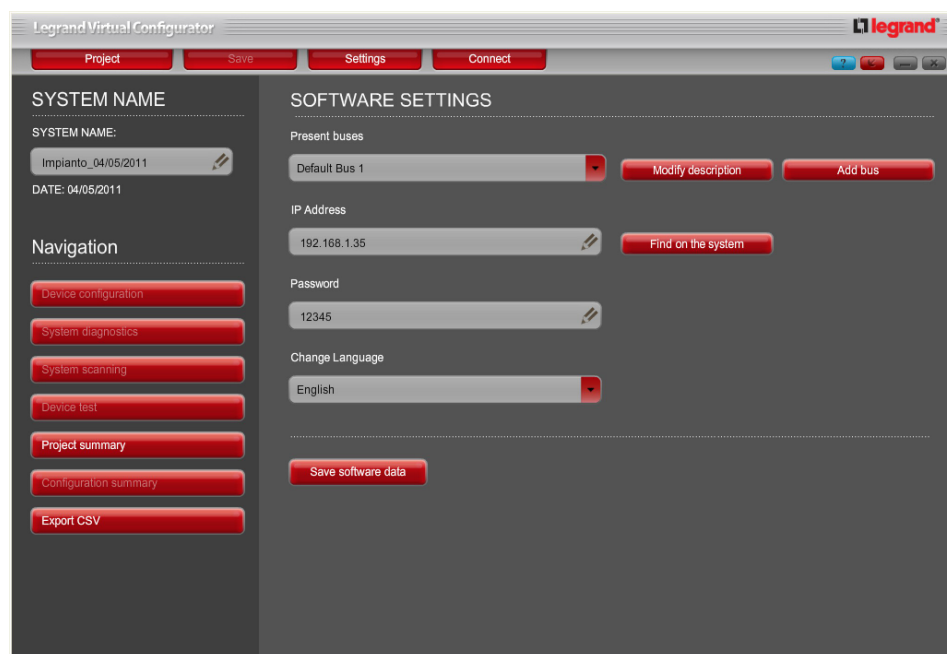 Legrand Virtual Configurator
legrand
Project
Save
Settings
Connect
?
SYSTEM NAME
SYSTEM NAME:
Impianto_04/05/2011
DATE: 04/05/2011
Navigation
Device configuration
System diagnostics
System scanning
Device test
Project summary
Configuration summary
Export CSV
SOFTWARE SETTINGS
Present buses
Default Bus 1
Modify description
Add bus
IP Address
192.168.1.35
Find on the system
Password
12345
Change Language
English
Save software data